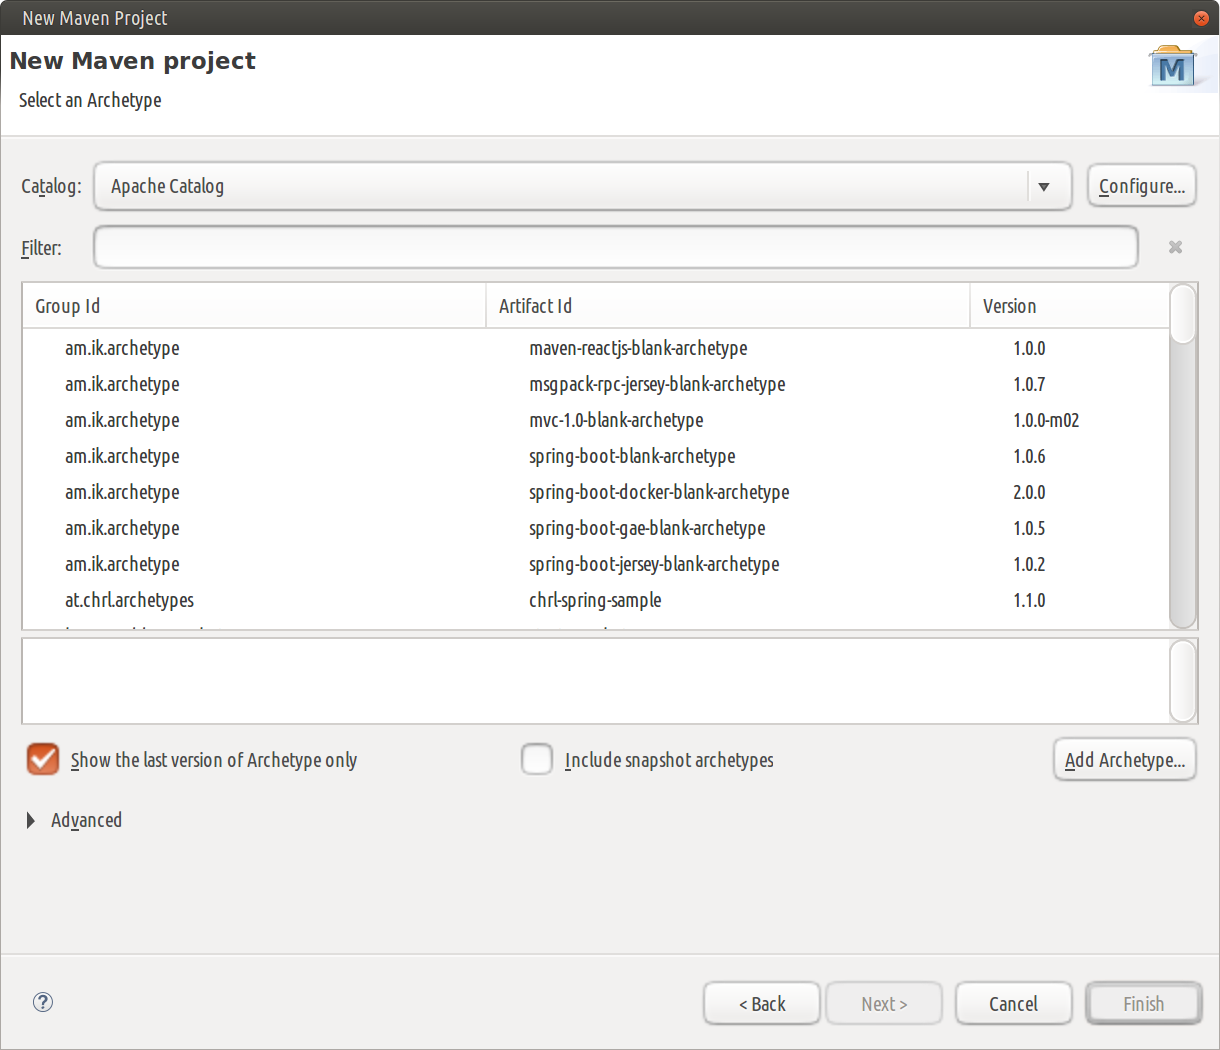 New Maven Project
New Maven project
M
Select an Archetype
Catalog: Apache Catalog Configure...
Filter:
Group Id Artifact Id Version
am.ik.archetype maven-reactjs-blank-archetype 1.0.0
am.ik.archetype msgpack-rpc-jersey-blank-archetype 1.0.7
am.ik.archetype mvc-1.0-blank-archetype 1.0.0-m02
am.ik.archetype spring-boot-blank-archetype 1.0.6
am.ik.archetype spring-boot-docker-blank-archetype 2.0.0
am.ik.archetype spring-boot-gae-blank-archetype 1.0.5
am.ik.archetype spring-boot-jersey-blank-archetype 1.0.2
at.chrl.archetypes chrl-spring-sample 1.1.0
Show the last version of Archetype only Include snapshot archetypes Add Archetype...
Advanced
? < Back Next > Cancel Finish